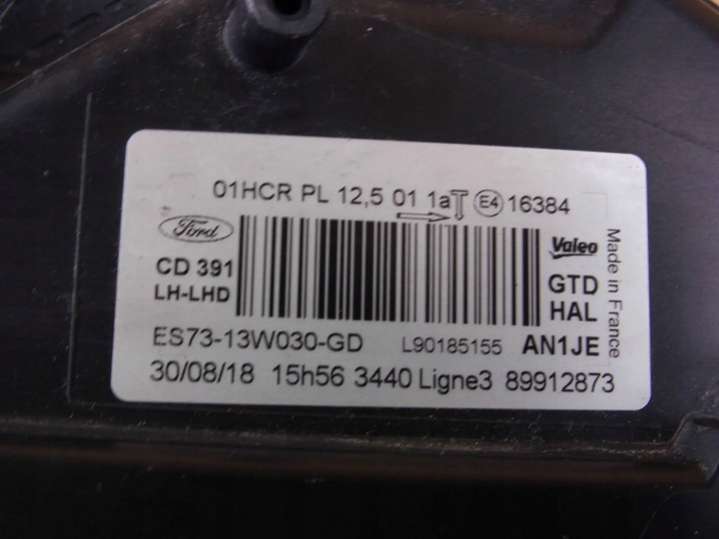 01HCR PL 12,5 01 1a E4 16384
Ford
Valeo
CD 391
GTD
LH-LHD
HAL
ES73-13W030-GD L90185155 AN1JE
30/08/18 15h56 3440 Ligne3 89912873
Made in France